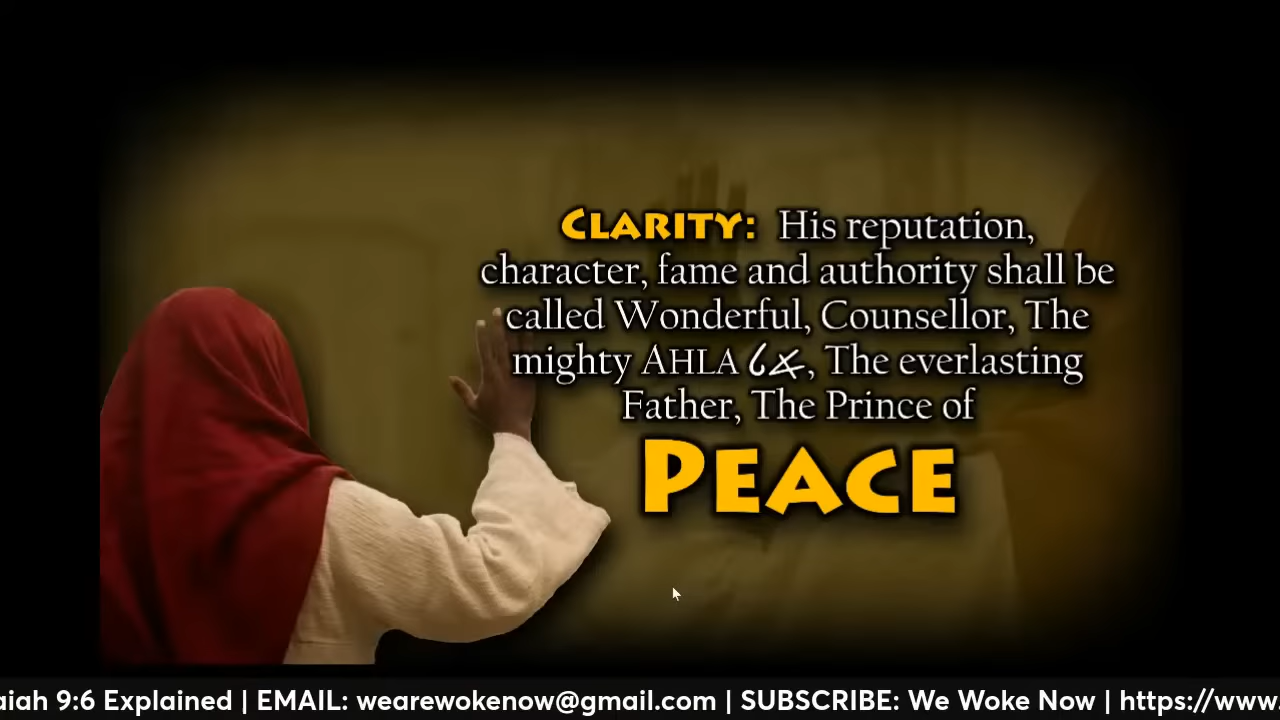 CLARITY: His reputation,
character, fame and authority shall be
called Wonderful, Counsellor, The
mighty AHLA 𐤋𐤀, The everlasting
Father, The Prince of
PEACE
aiah 9:6 Explained | EMAIL: wearewokenow@gmail.com | SUBSCRIBE: We Woke Now | https://www.